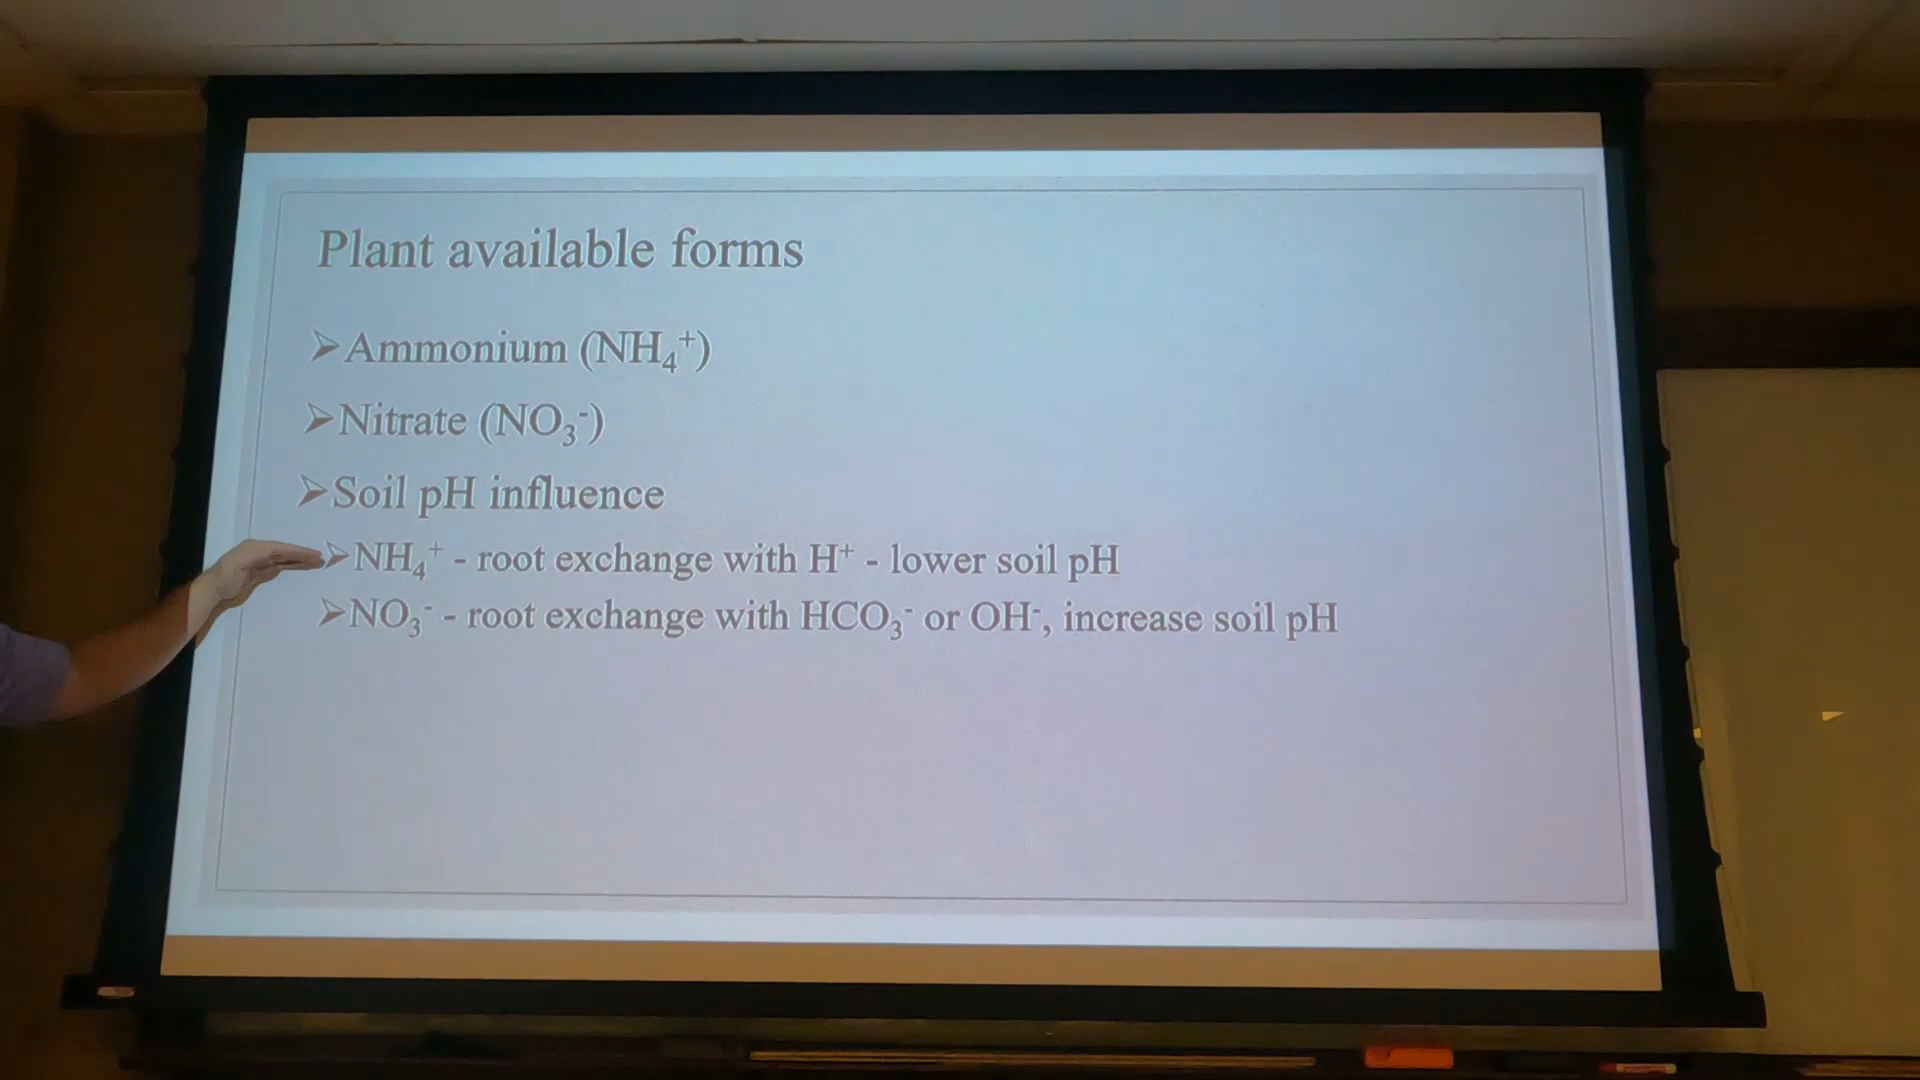 Plant available forms
➢Ammonium (NH₄⁺)
➢Nitrate (NO₃⁻)
➢Soil pH influence
➢NH₄⁺ - root exchange with H⁺ - lower soil pH
➢NO₃⁻ - root exchange with HCO₃⁻ or OH⁻, increase soil pH